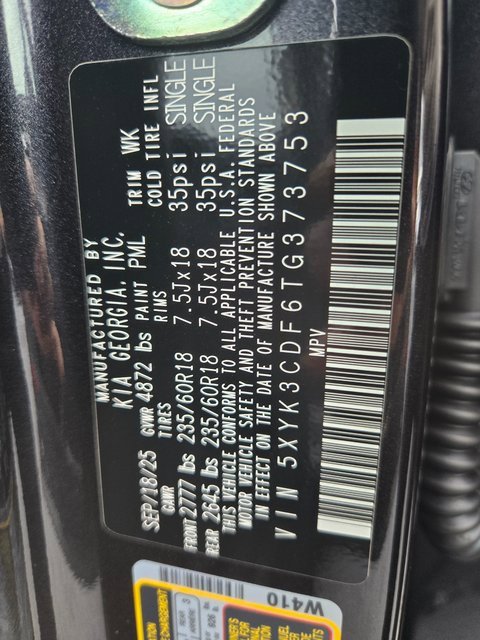 MANUFACTURED BY
KIA GEORGIA, INC.
SEP/18/25 GVWR 4872 lbs PAINT PML TRIM WK
GAWR TIRES RIMS COLD TIRE INFL
FRONT 2777 lbs 235/60R18 7.5Jx18 35psi SINGLE
REAR 2645 lbs 235/60R18 7.5Jx18 35psi SINGLE
THIS VEHICLE CONFORMS TO ALL APPLICABLE U.S.A. FEDERAL
MOTOR VEHICLE SAFETY AND THEFT PREVENTION STANDARDS
IN EFFECT ON THE DATE OF MANUFACTURE SHOWN ABOVE
VIN 5XYK3CDF6TG373753
MPV
W410
REAR 3